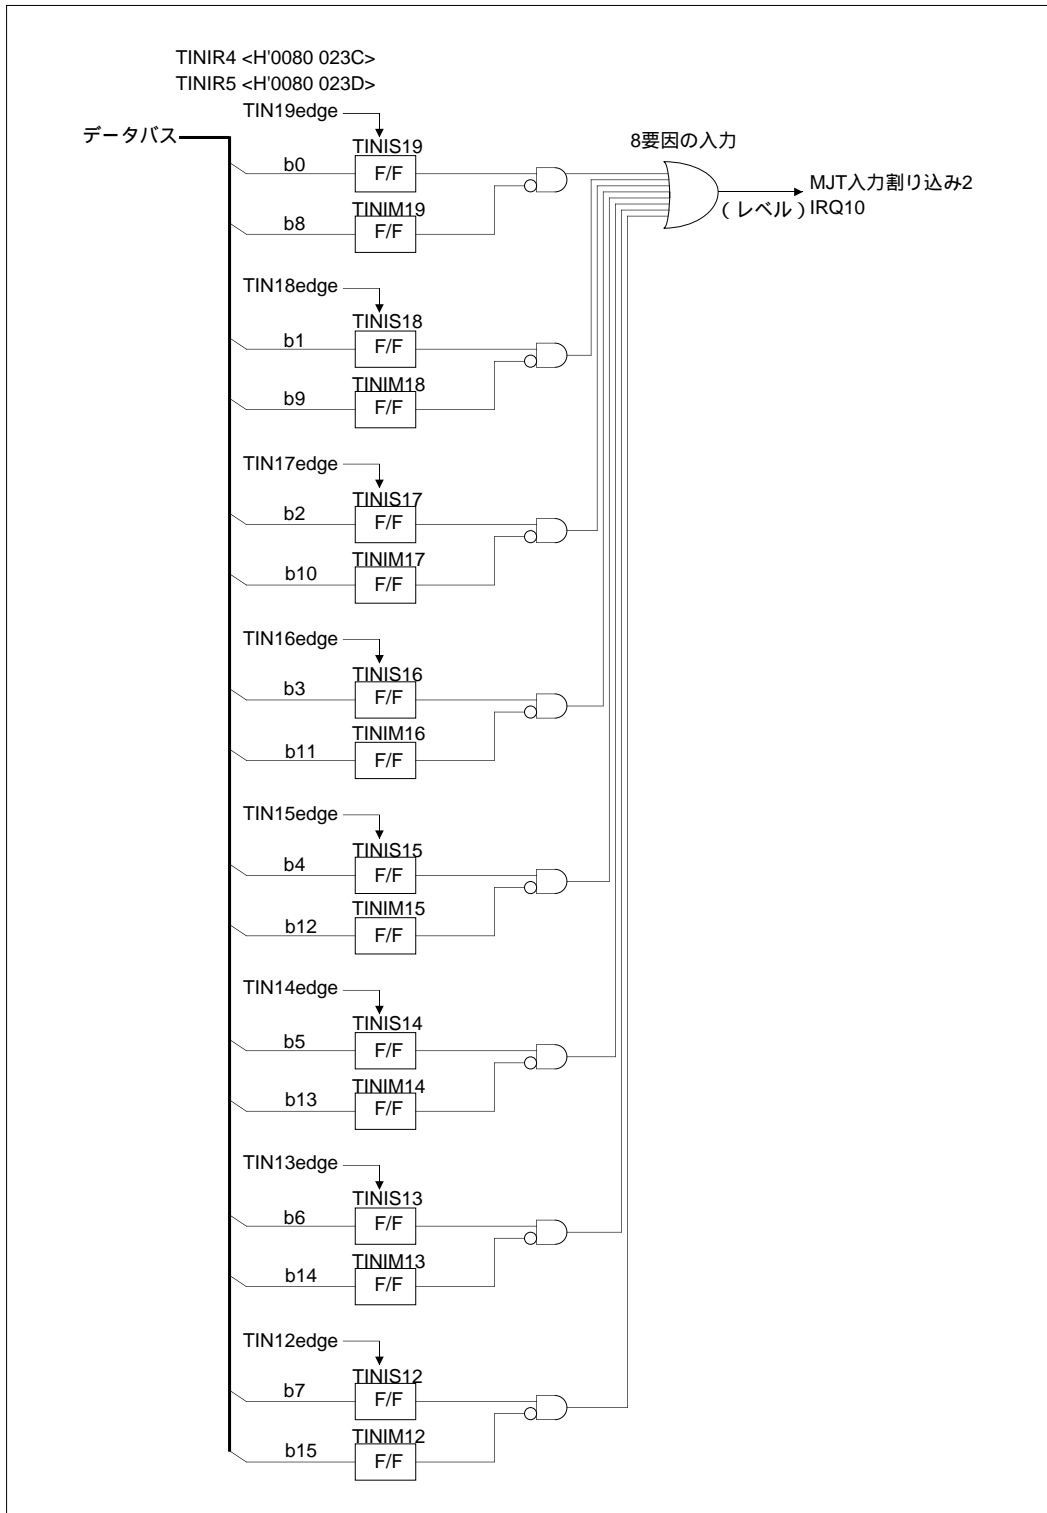 TINIR4 <H'0080 023C>
TINIR5 <H'0080 023D>
TIN19edge
データバス
TINIS19
8要因の入力
b0
F/F
MJT入力割り込み2
(レベル) IRQ10
TINIM19
b8
F/F
TIN18edge
TINIS18
b1
F/F
TINIM18
b9
F/F
TIN17edge
TINIS17
b2
F/F
TINIM17
b10
F/F
TIN16edge
TINIS16
b3
F/F
TINIM16
b11
F/F
TIN15edge
TINIS15
b4
F/F
TINIM15
b12
F/F
TIN14edge
TINIS14
b5
F/F
TINIM14
b13
F/F
TIN13edge
TINIS13
b6
F/F
TINIM13
b14
F/F
TIN12edge
TINIS12
b7
F/F
TINIM12
b15
F/F